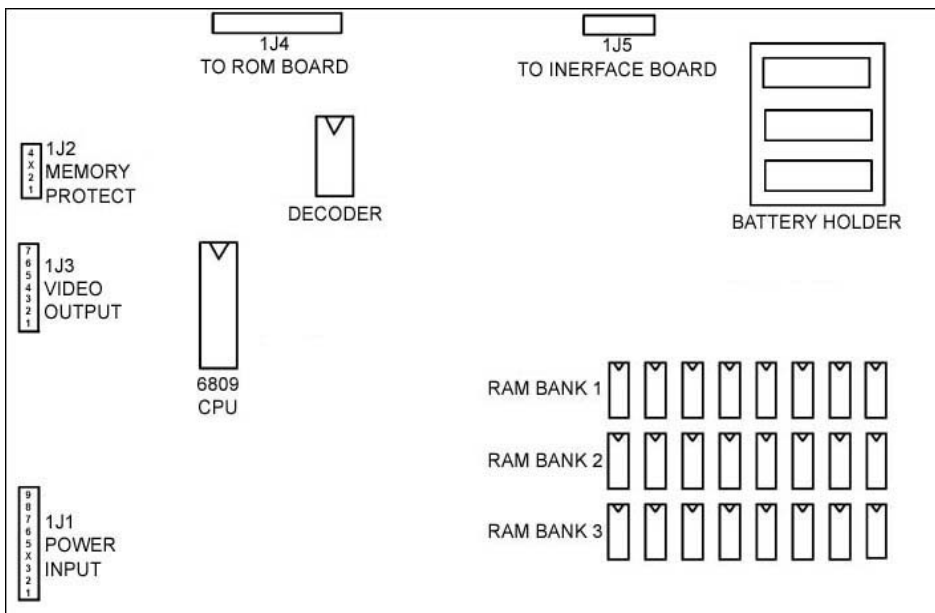 1J4
TO ROM BOARD
1J5
TO INERFACE BOARD
BATTERY HOLDER
4
X
2
1
1J2
MEMORY
PROTECT
DECODER
7
6
5
4
3
2
1
1J3
VIDEO
OUTPUT
6809
CPU
RAM BANK 1
RAM BANK 2
RAM BANK 3
9
8
7
6
5
X
3
2
1
1J1
POWER
INPUT